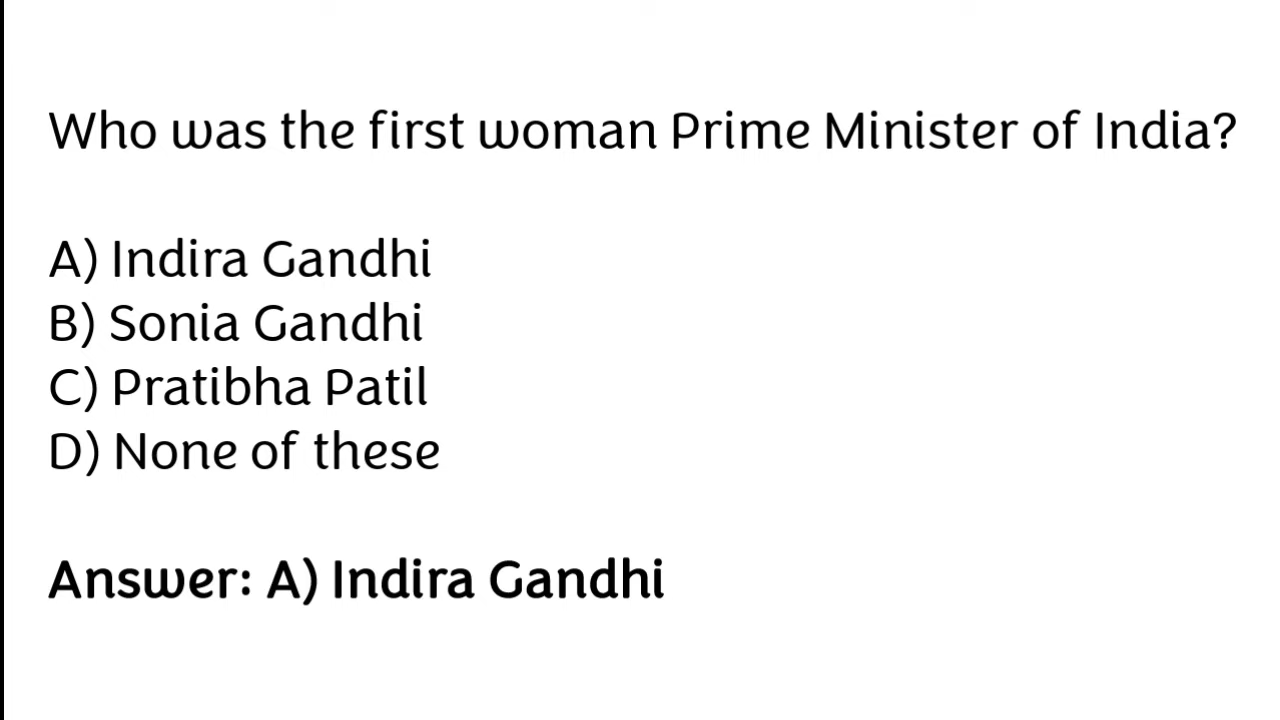 Who was the first woman Prime Minister of India?
A) Indira Gandhi
B) Sonia Gandhi
C) Pratibha Patil
D) None of these
Answer: A) Indira Gandhi